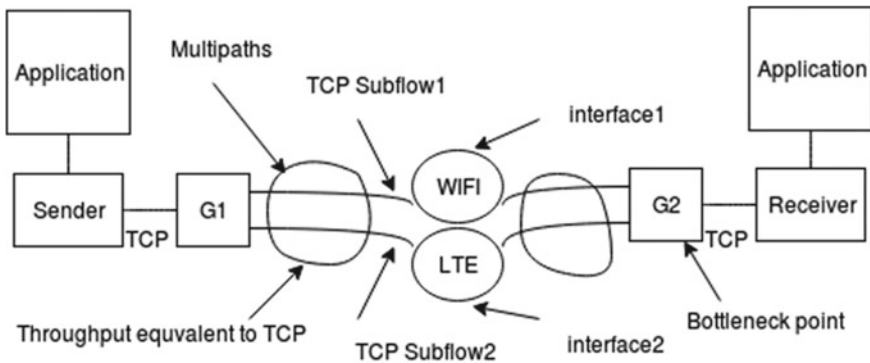 Application
Multipaths
TCP Subflow1
interface1
Application
Sender
TCP
G1
WIFI
LTE
G2
TCP
Receiver
Throughput equvalent to TCP
TCP Subflow2
interface2
Bottleneck point